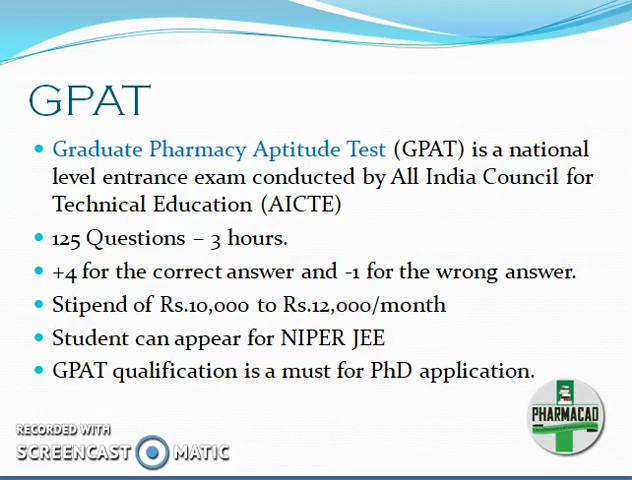 GPAT
• Graduate Pharmacy Aptitude Test (GPAT) is a national
level entrance exam conducted by All India Council for
Technical Education (AICTE)
• 125 Questions – 3 hours.
• +4 for the correct answer and -1 for the wrong answer.
• Stipend of Rs.10,000 to Rs.12,000/month
• Student can appear for NIPER JEE
• GPAT qualification is a must for PhD application.
PHARMACAD
RECORDED WITH
SCREENCAST MATIC